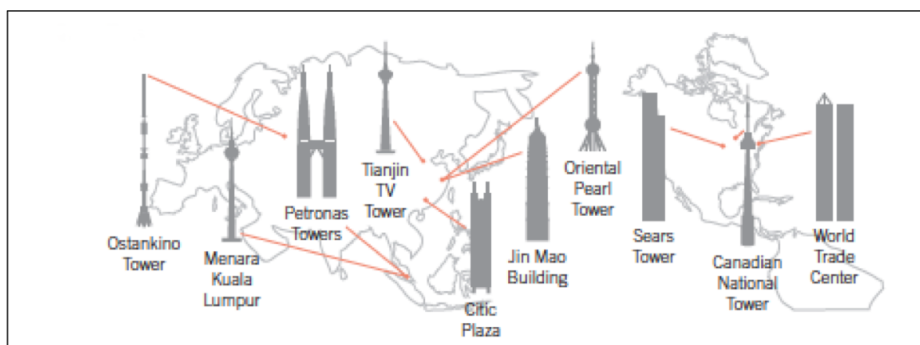 Ostankino
Tower
Menara
Kuala
Lumpur
Petronas
Towers
Tianjin
TV
Tower
Citic
Plaza
Jin Mao
Building
Oriental
Pearl
Tower
Sears
Tower
Canadian
National
Tower
World
Trade
Center